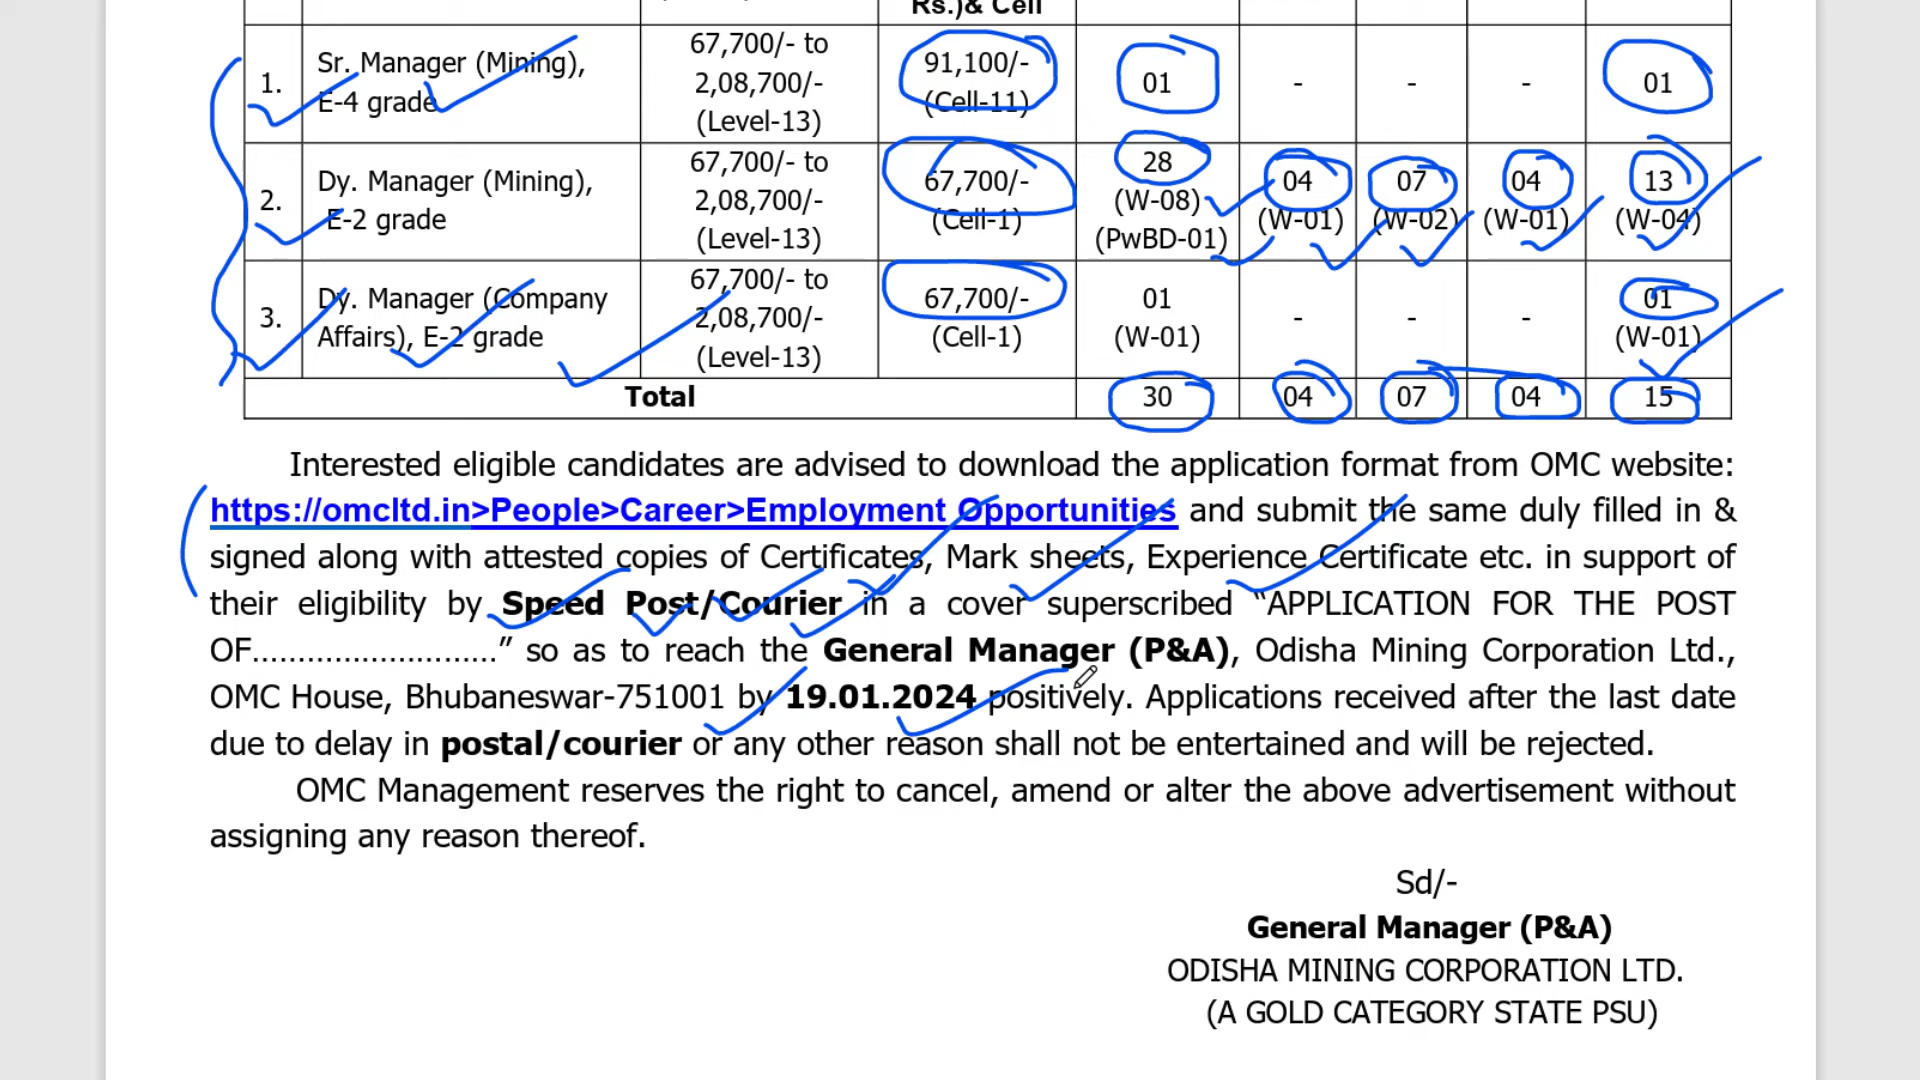 Rs.)& Cell
1. Sr. Manager (Mining), E-4 grade 67,700/- to 2,08,700/- (Level-13) 91,100/- (Cell-11) 01 - - - 01
2. Dy. Manager (Mining), E-2 grade 67,700/- to 2,08,700/- (Level-13) 67,700/- (Cell-1) 28 (W-08) (PwBD-01) 04 (W-01) 07 (W-02) 04 (W-01) 13 (W-04)
3. Dy. Manager (Company Affairs), E-2 grade 67,700/- to 2,08,700/- (Level-13) 67,700/- (Cell-1) 01 (W-01) - - - 01 (W-01)
Total 30 04 07 04 15
Interested eligible candidates are advised to download the application format from OMC website:
https://omcltd.in>People>Career>Employment Opportunities and submit the same duly filled in &
signed along with attested copies of Certificates, Mark sheets, Experience Certificate etc. in support of
their eligibility by Speed Post/Courier in a cover superscribed “APPLICATION FOR THE POST
OF...........................” so as to reach the General Manager (P&A), Odisha Mining Corporation Ltd.,
OMC House, Bhubaneswar-751001 by 19.01.2024 positively. Applications received after the last date
due to delay in postal/courier or any other reason shall not be entertained and will be rejected.
OMC Management reserves the right to cancel, amend or alter the above advertisement without
assigning any reason thereof.
Sd/-
General Manager (P&A)
ODISHA MINING CORPORATION LTD.
(A GOLD CATEGORY STATE PSU)